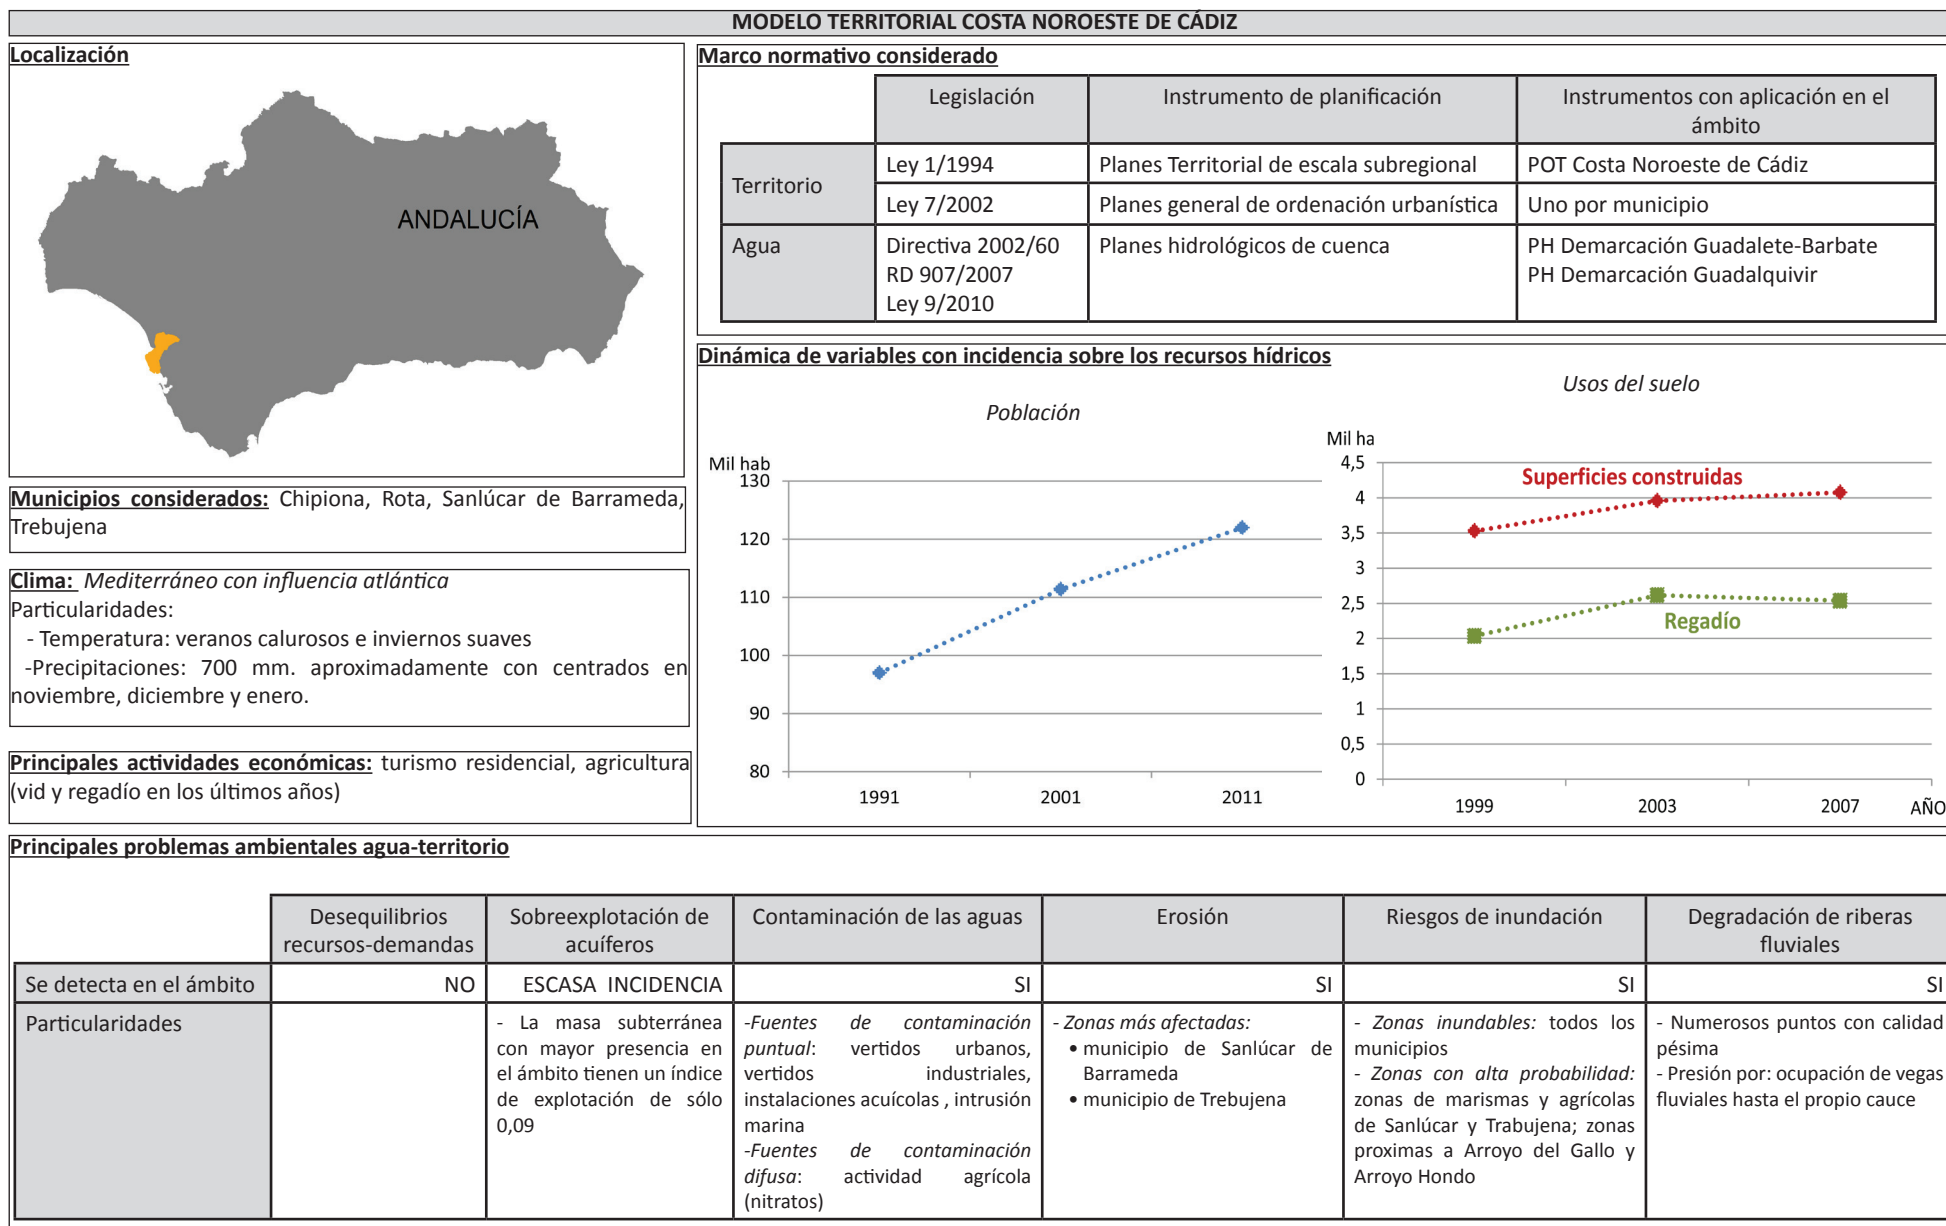 MODELO TERRITORIAL COSTA NOROESTE DE CÁDIZ
Localización
ANDALUCÍA
Municipios considerados: Chipiona, Rota, Sanlúcar de Barrameda,
Trebujena
Clima: Mediterráneo con influencia atlántica
Particularidades:
- Temperatura: veranos calurosos e inviernos suaves
-Precipitaciones: 700 mm. aproximadamente con centrados en
noviembre, diciembre y enero.
Principales actividades económicas: turismo residencial, agricultura
(vid y regadío en los últimos años)
Marco normativo considerado
Legislación
Instrumento de planificación
Instrumentos con aplicación en el
ámbito
Territorio
Ley 1/1994
Planes Territorial de escala subregional
POT Costa Noroeste de Cádiz
Ley 7/2002
Planes general de ordenación urbanística
Uno por municipio
Agua
Directiva 2002/60
RD 907/2007
Ley 9/2010
Planes hidrológicos de cuenca
PH Demarcación Guadalete-Barbate
PH Demarcación Guadalquivir
Dinámica de variables con incidencia sobre los recursos hídricos
Población
Mil hab
130
120
110
100
90
80
1991
2001
2011
Usos del suelo
Mil ha
4,5
4
3,5
3
2,5
2
1,5
1
0,5
0
Superficies construidas
Regadío
1999
2003
2007
AÑO
Principales problemas ambientales agua-territorio
Desequilibrios
recursos-demandas
Sobreexplotación de
acuíferos
Contaminación de las aguas
Erosión
Riesgos de inundación
Degradación de riberas
fluviales
Se detecta en el ámbito
NO
ESCASA INCIDENCIA
SI
SI
SI
SI
Particularidades
- La masa subterránea
con mayor presencia en
el ámbito tienen un índice
de explotación de sólo
0,09
-Fuentes de contaminación
puntual: vertidos urbanos,
vertidos industriales,
instalaciones acuícolas , intrusión
marina
-Fuentes de contaminación
difusa: actividad agrícola
(nitratos)
- Zonas más afectadas:
• municipio de Sanlúcar de
Barrameda
• municipio de Trebujena
- Zonas inundables: todos los
municipios
- Zonas con alta probabilidad:
zonas de marismas y agrícolas
de Sanlúcar y Trabujena; zonas
proximas a Arroyo del Gallo y
Arroyo Hondo
- Numerosos puntos con calidad
pésima
- Presión por: ocupación de vegas
fluviales hasta el propio cauce